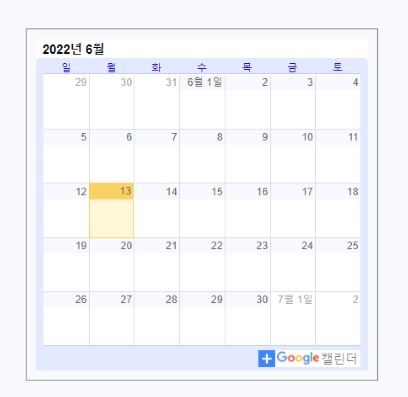 2022년 6월
일 월 화 수 목 금 토
29 30 31 6월 1일 2 3 4
5 6 7 8 9 10 11
12 13 14 15 16 17 18
19 20 21 22 23 24 25
26 27 28 29 30 7월 1일 2
Google 캘린더